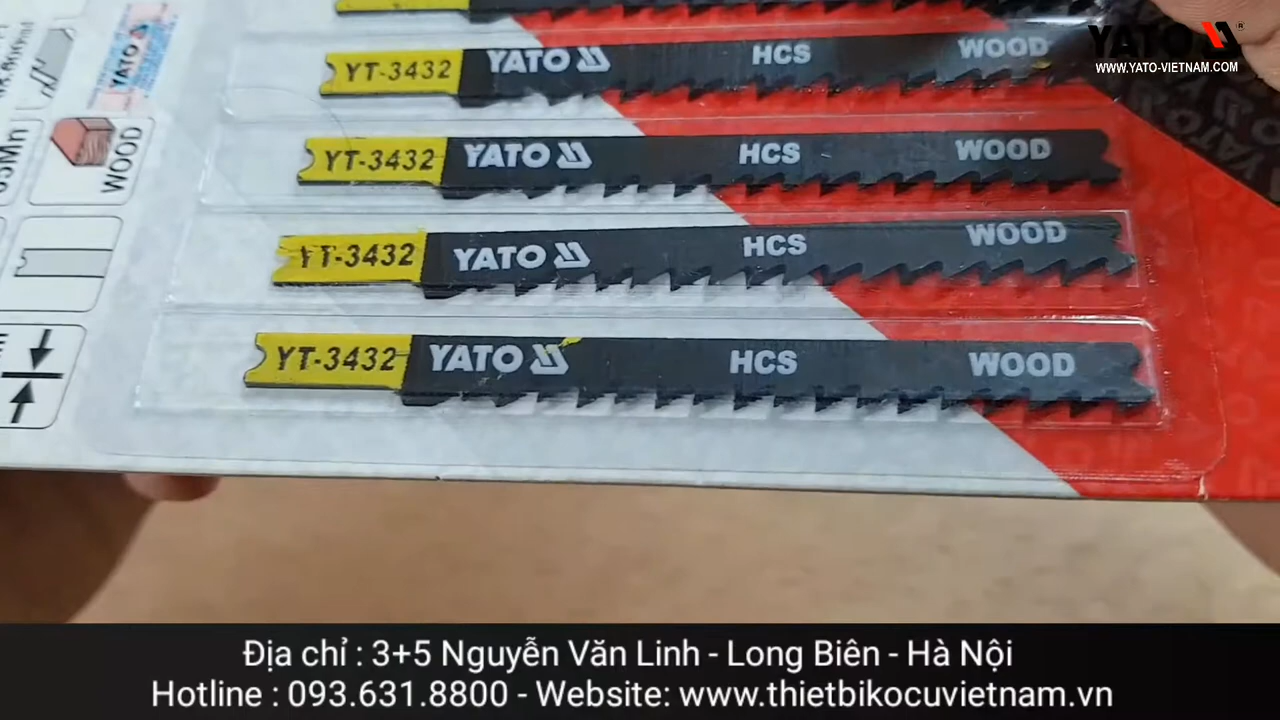 YATO
WWW.YATO-VIETNAM.COM
YT-3432 YATO HCS WOOD
YT-3432 YATO HCS WOOD
YT-3432 YATO HCS WOOD
YT-3432 YATO HCS WOOD
YATO
WOOD
Địa chỉ : 3+5 Nguyễn Văn Linh - Long Biên - Hà Nội
Hotline : 093.631.8800 - Website: www.thietbikocuvietnam.vn